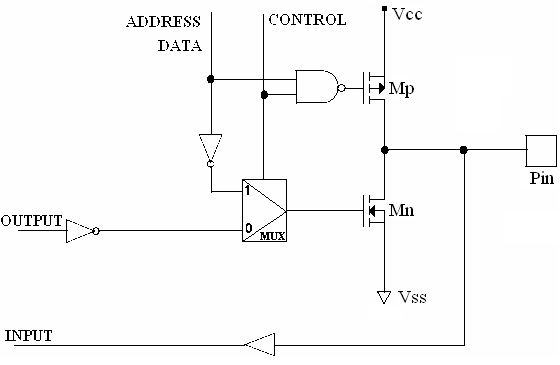 ADDRESS
DATA
CONTROL
Vcc
Mp
Pin
1
OUTPUT
0
MUX
Mn
Vss
INPUT